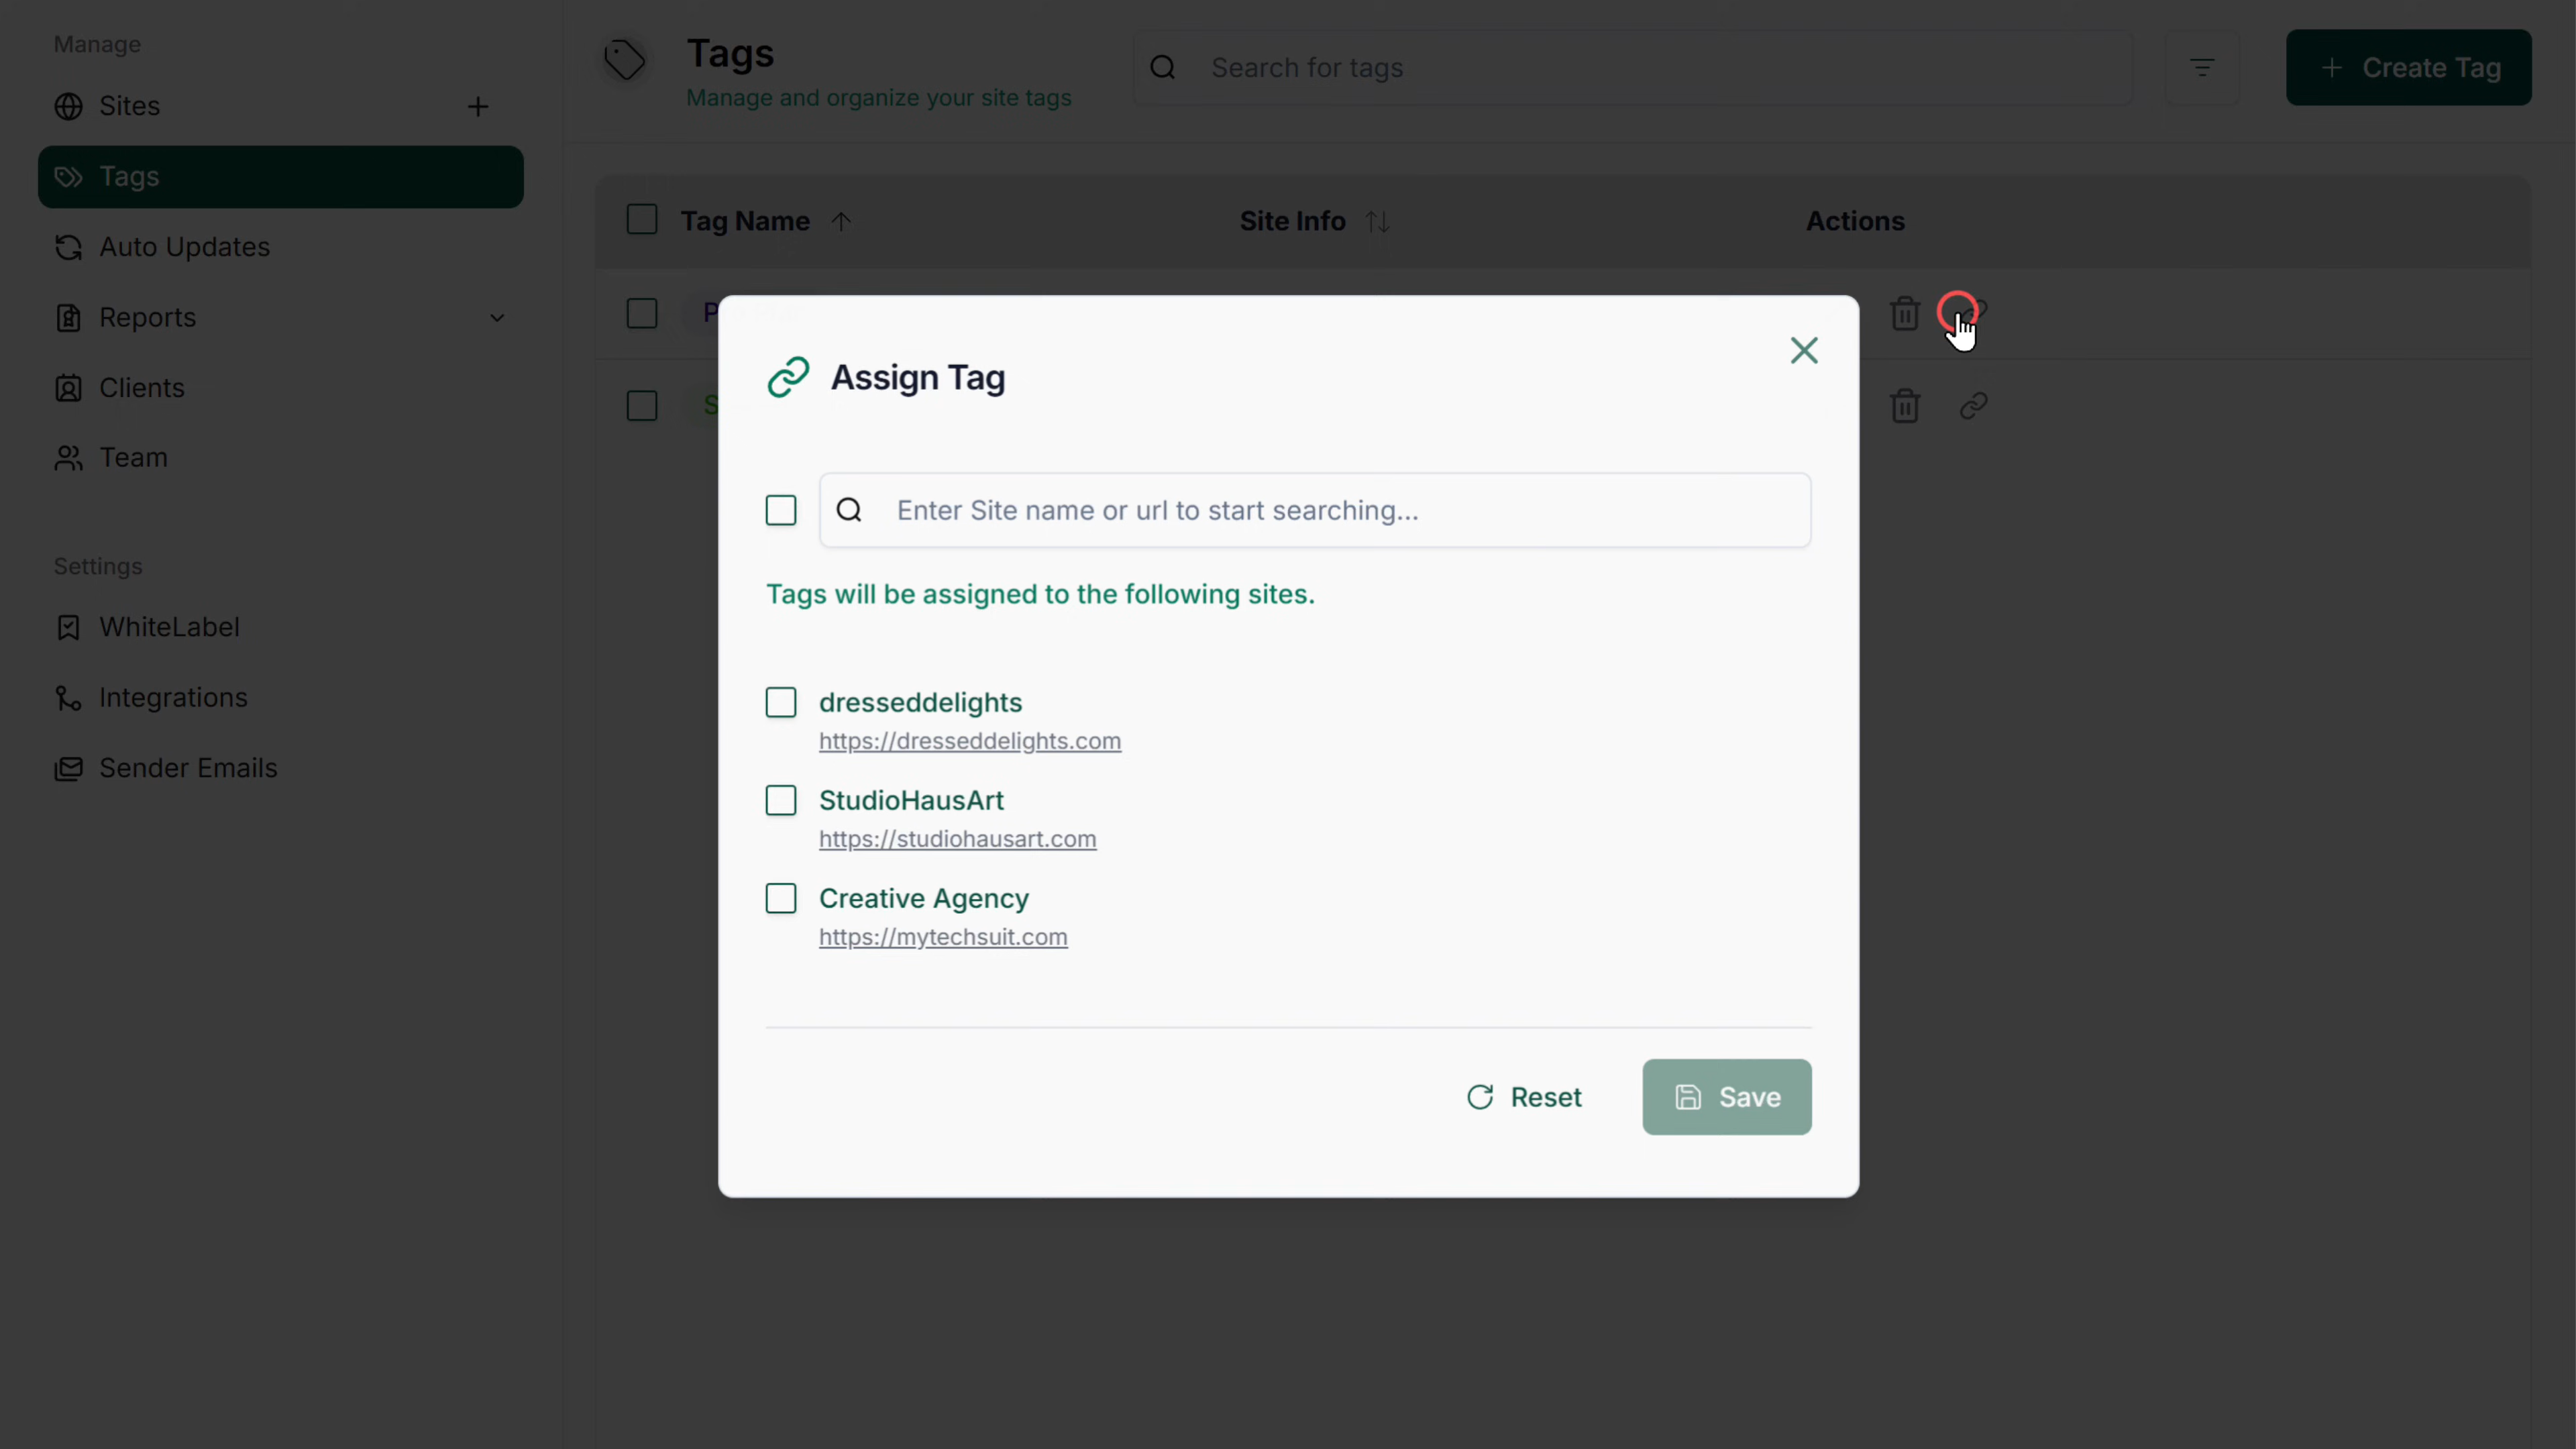 Manage
Sites
Tags
Auto Updates
Reports
Clients
Team
Settings
WhiteLabel
Integrations
Sender Emails
Tags
Manage and organize your site tags
Search for tags
Create Tag
Tag Name
Site Info
Actions
Assign Tag
Enter Site name or url to start searching...
Tags will be assigned to the following sites.
dresseddelights
https://dresseddelights.com
StudioHausArt
https://studiohausart.com
Creative Agency
https://mytechsuit.com
Reset
Save